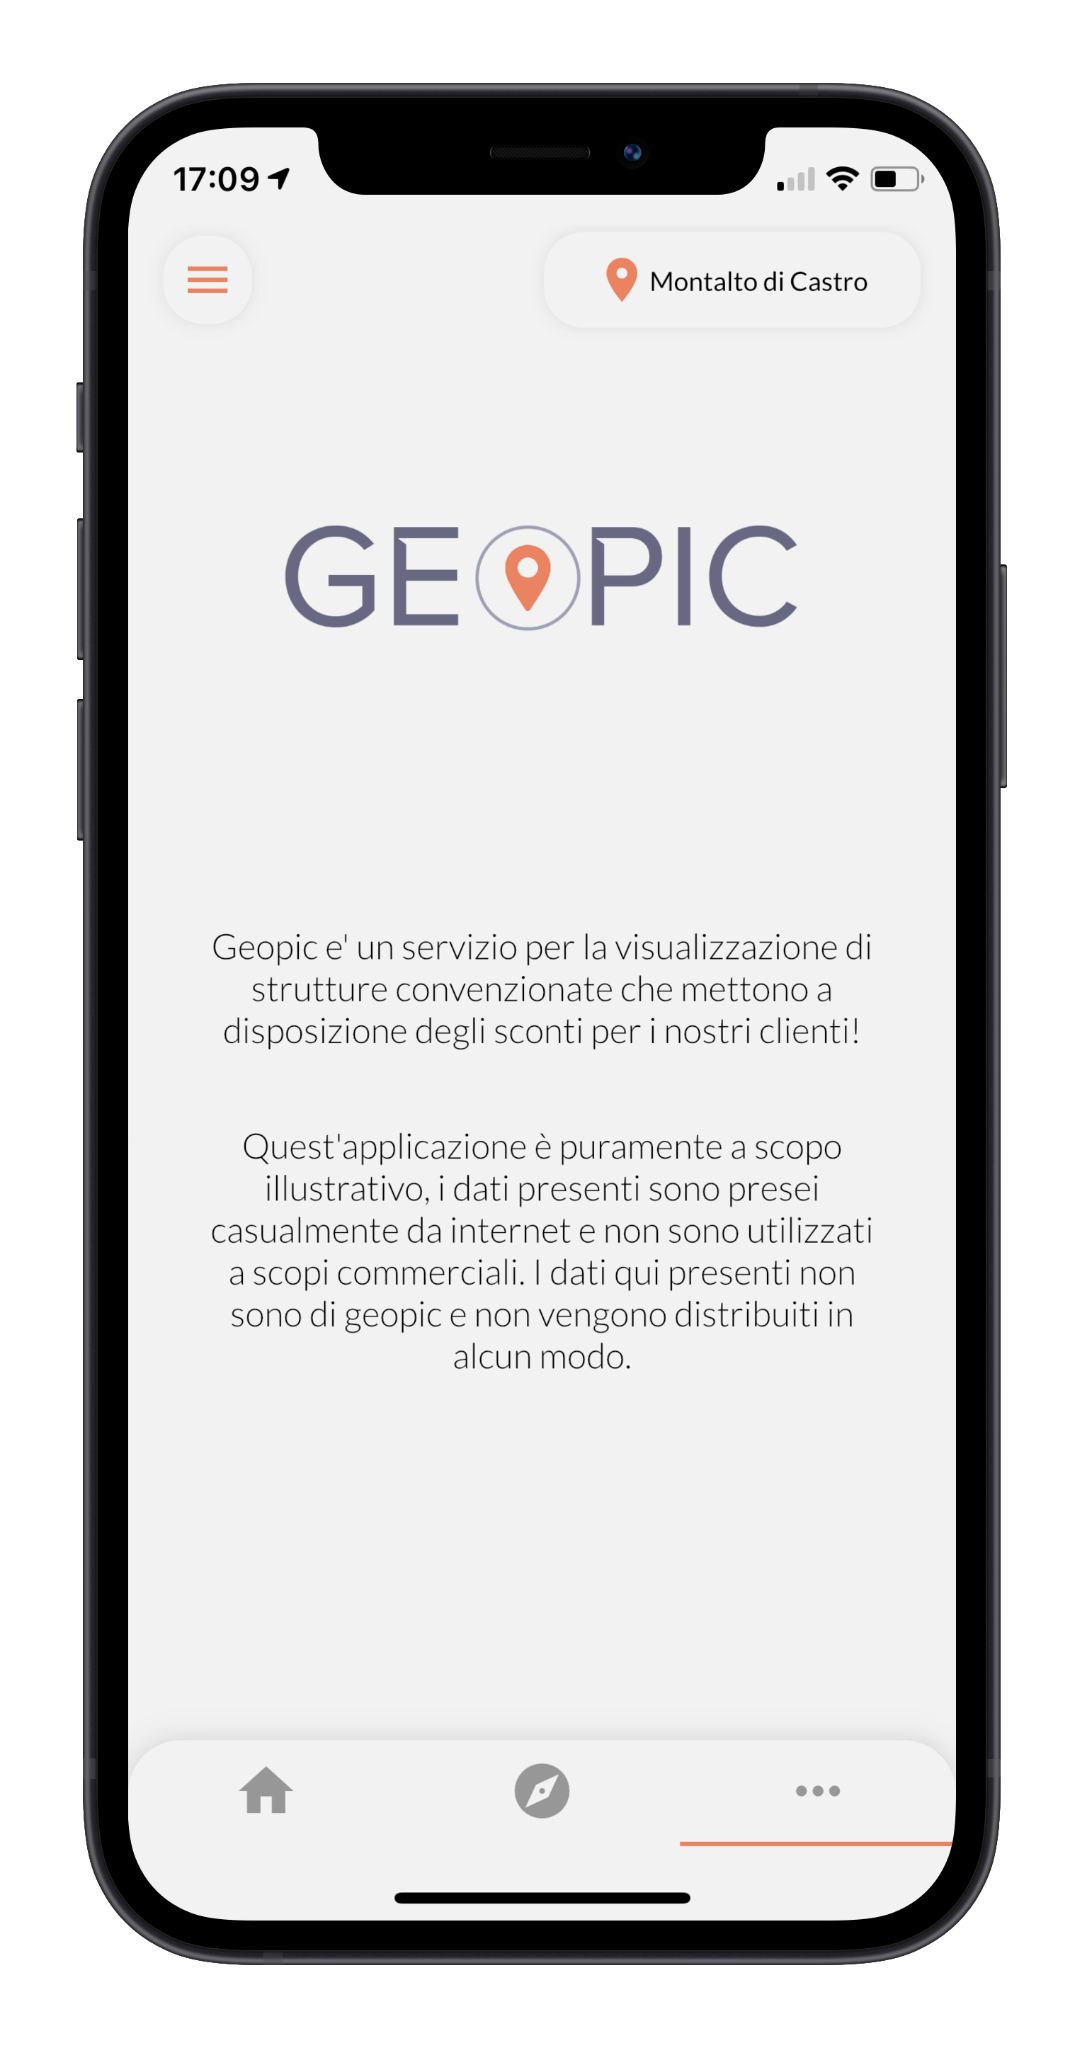 17:09
Montalto di Castro
GEOPIC
Geopic e' un servizio per la visualizzazione di
strutture convenzionate che mettono a
disposizione degli sconti per i nostri clienti!
Quest'applicazione è puramente a scopo
illustrativo, i dati presenti sono presei
casualmente da internet e non sono utilizzati
a scopi commerciali. I dati qui presenti non
sono di geopic e non vengono distribuiti in
alcun modo.